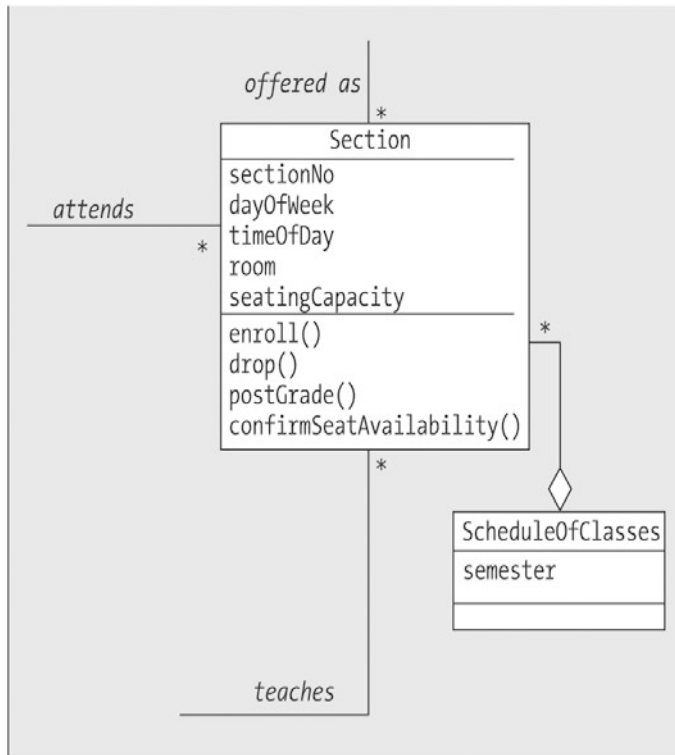 offered as
*
Section
sectionNo
dayOfWeek
timeOfDay
room
seatingCapacity
enroll()
drop()
postGrade()
confirmSeatAvailability()
attends
*
*
*
ScheduleOfClasses
semester
teaches